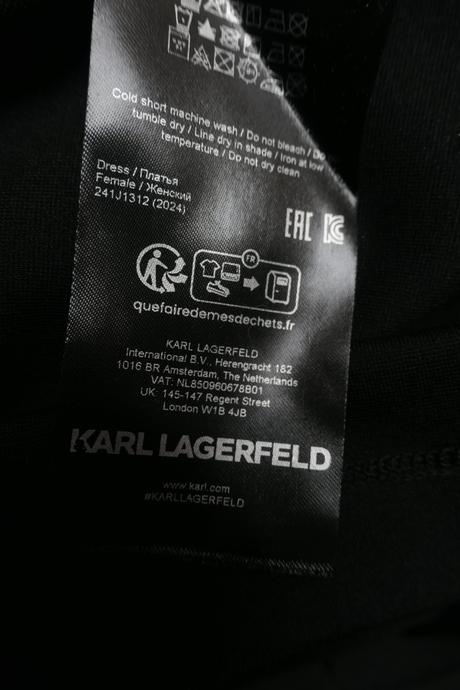 Cold short machine wash / Do not bleach / Do
tumble dry / Line dry in shade / Iron at low
temperature / Do not dry clean
Dress / Платья
Female / Женский
241J1312 (2024)
EAC
FR
quefairedemesdechets.fr
KARL LAGERFELD
International B.V., Herengracht 182
1016 BR Amsterdam, The Netherlands
VAT: NL850960678B01
UK: 145-147 Regent Street
London W1B 4JB
KARL LAGERFELD
www.karl.com
#KARLLAGERFELD